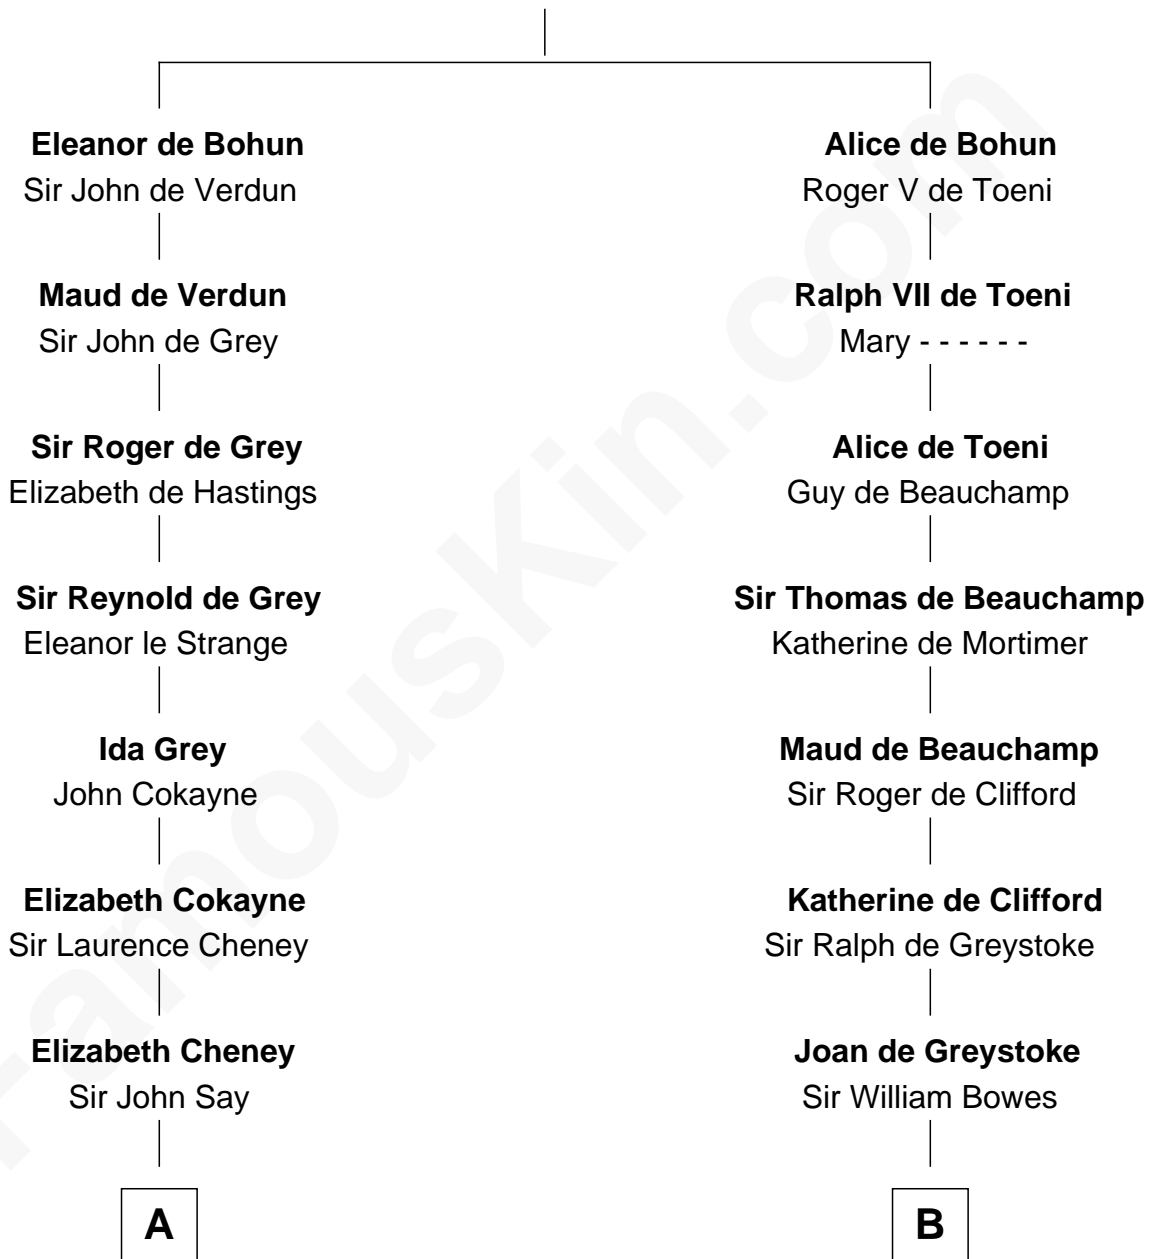 Eleanor de Bohun
Sir John de Verdun
Maud de Verdun
Sir John de Grey
Sir Roger de Grey
Elizabeth de Hastings
Sir Reynold de Grey
Eleanor le Strange
Ida Grey
John Cokayne
Elizabeth Cokayne
Sir Laurence Cheney
Elizabeth Cheney
Sir John Say
A
Alice de Bohun
Roger V de Toeni
Ralph VII de Toeni
Mary - - - - - -
Alice de Toeni
Guy de Beauchamp
Sir Thomas de Beauchamp
Katherine de Mortimer
Maud de Beauchamp
Sir Roger de Clifford
Katherine de Clifford
Sir Ralph de Greystoke
Joan de Greystoke
Sir William Bowes
B
FamousKin.com